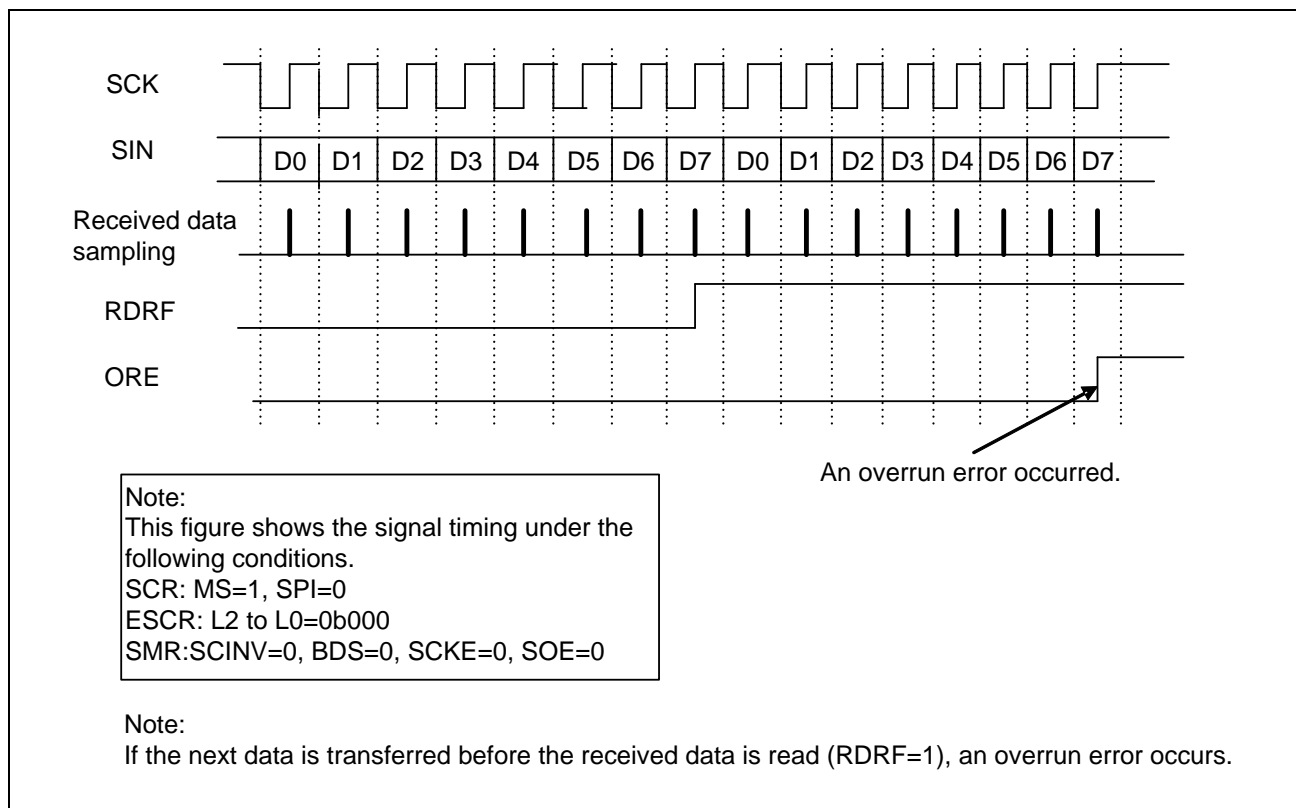 SCK
SIN
D0 D1 D2 D3 D4 D5 D6 D7 D0 D1 D2 D3 D4 D5 D6 D7
Received data
sampling
RDRF
ORE
An overrun error occurred.
Note:
This figure shows the signal timing under the
following conditions.
SCR: MS=1, SPI=0
ESCR: L2 to L0=0b000
SMR:SCINV=0, BDS=0, SCKE=0, SOE=0
Note:
If the next data is transferred before the received data is read (RDRF=1), an overrun error occurs.